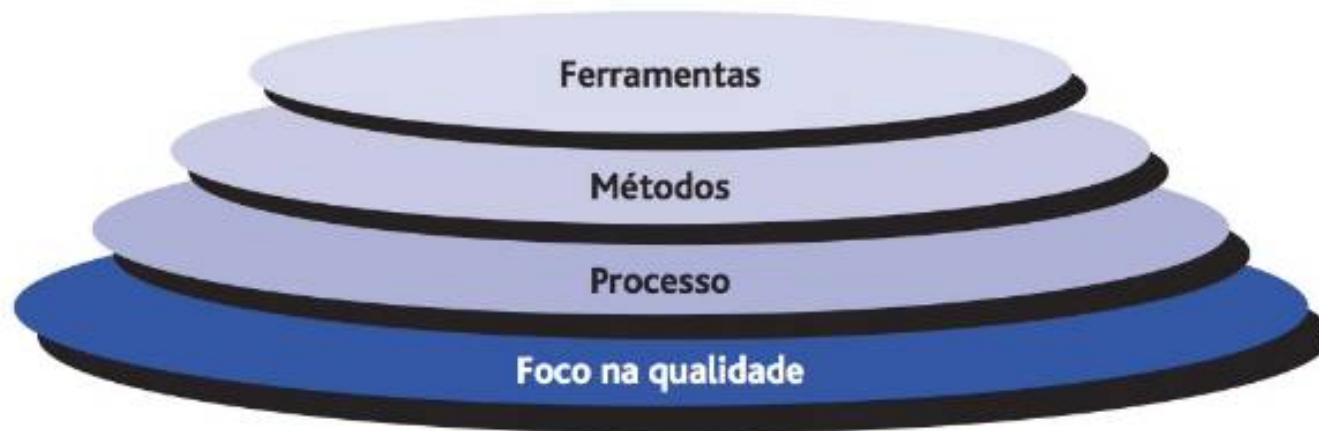 Ferramentas
Métodos
Processo
Foco na qualidade